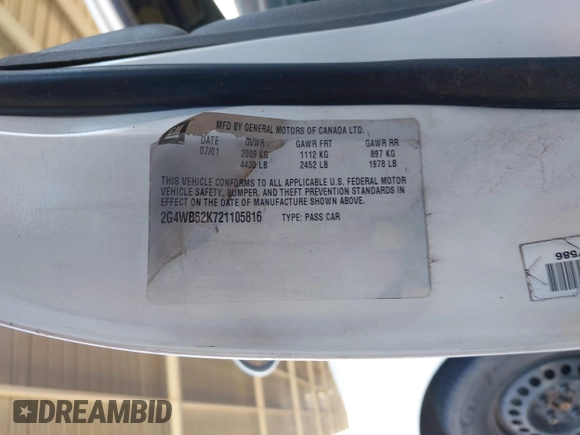 GM
MFD BY GENERAL MOTORS OF CANADA LTD.
DATE GVWR GAWR FRT GAWR RR
07/01 2009 KG 1112 KG 897 KG
4430 LB 2452 LB 1978 LB
THIS VEHICLE CONFORMS TO ALL APPLICABLE U.S. FEDERAL MOTOR
VEHICLE SAFETY, BUMPER, AND THEFT PREVENTION STANDARDS IN
EFFECT ON THE DATE OF MANUFACTURE SHOWN ABOVE.
2G4WB52K721105816 TYPE: PASS CAR
7586
DREAMBID